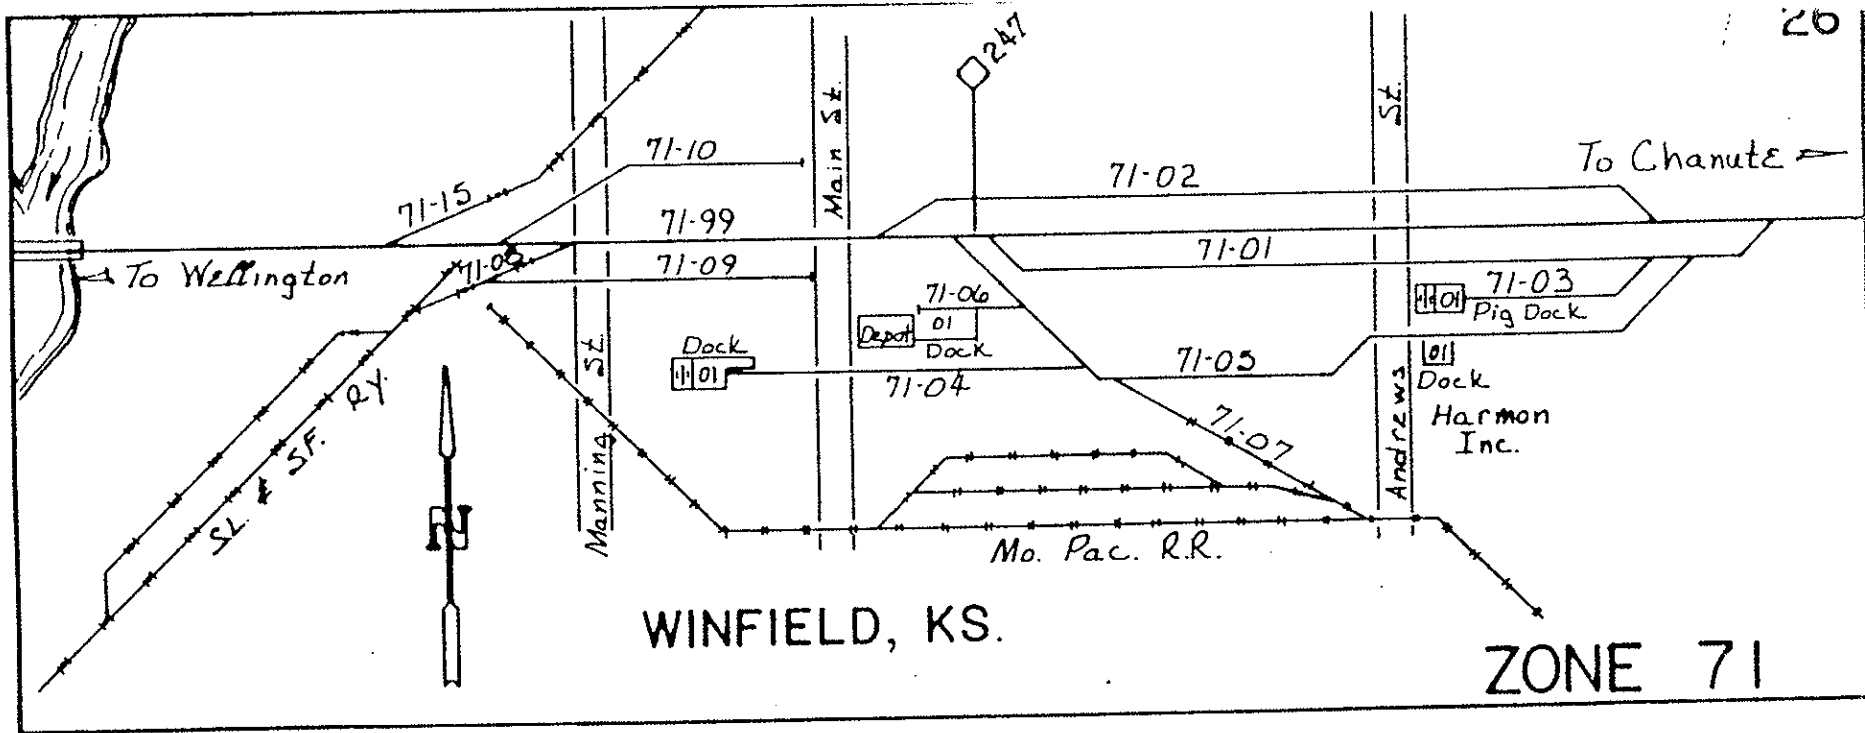 26
247
Main St.
St.
To Chanute
71-10
71-02
71-15
71-99
71-01
To Wellington
71-09
71-06
71-03
01
Pig Dock
Depot
01
Dock
Dock
01
71-04
71-05
01
Dock
Harmon
Inc.
Andrews
71-07
Manning St.
SL. SF. RY.
N
Mo. Pac. R.R.
WINFIELD, KS.
ZONE 71